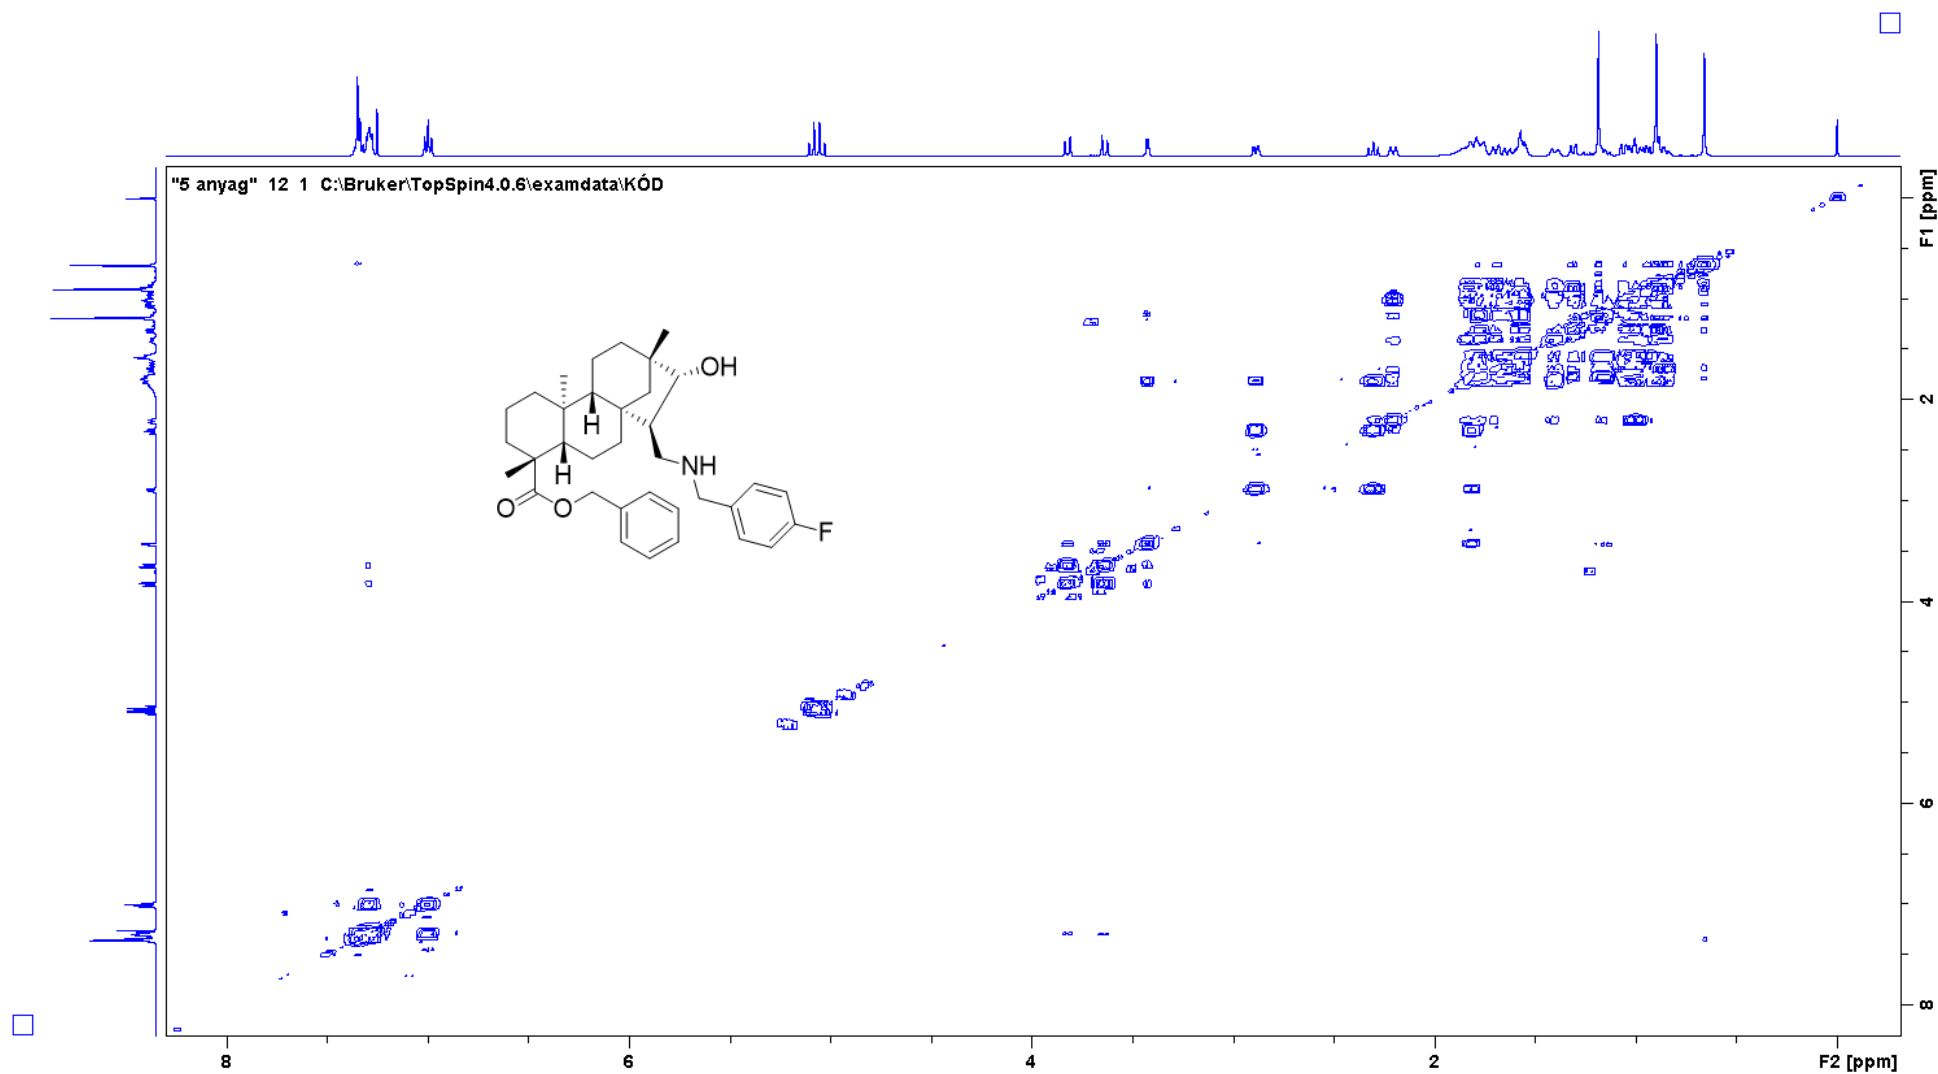 "5 anyag" 12 1 C:\Bruker\TopSpin4.0.6\examdata\KÓD
F1 [ppm]
OH
H
H
NH
O
O
F
2
4
6
8
8
6
4
2
F2 [ppm]